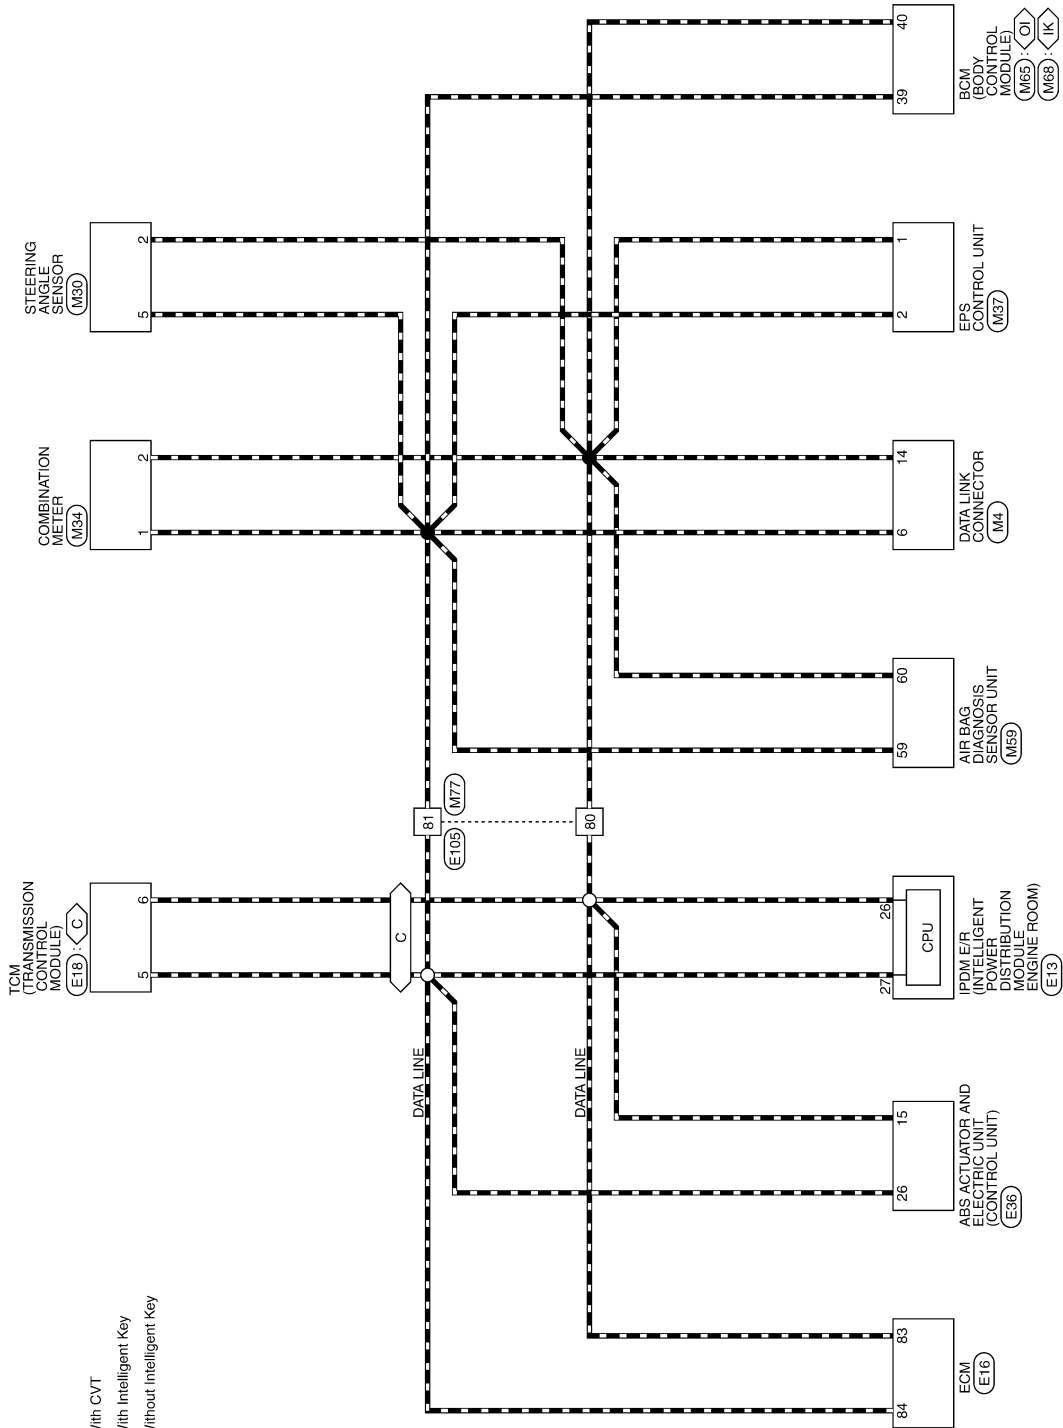 STEERING
ANGLE
SENSOR
M30
5
2
COMBINATION
METER
M34
1
2
TCM
(TRANSMISSION
CONTROL
MODULE)
E18 : C
5
6
C
81
80
M77
E105
DATA LINE
DATA LINE
40
39
BCM
(BODY
CONTROL
MODULE)
M65 : OI
M68 : IK
1
2
EPS
CONTROL UNIT
M37
14
6
DATA LINK
CONNECTOR
M4
60
59
AIR BAG
DIAGNOSIS
SENSOR UNIT
M59
26
27
CPU
IPDM E/R
(INTELLIGENT
POWER
DISTRIBUTION
MODULE
ENGINE ROOM)
E13
15
26
ABS ACTUATOR AND
ELECTRIC UNIT
(CONTROL UNIT)
E36
83
84
ECM
E16
With CVT
With Intelligent Key
Without Intelligent Key